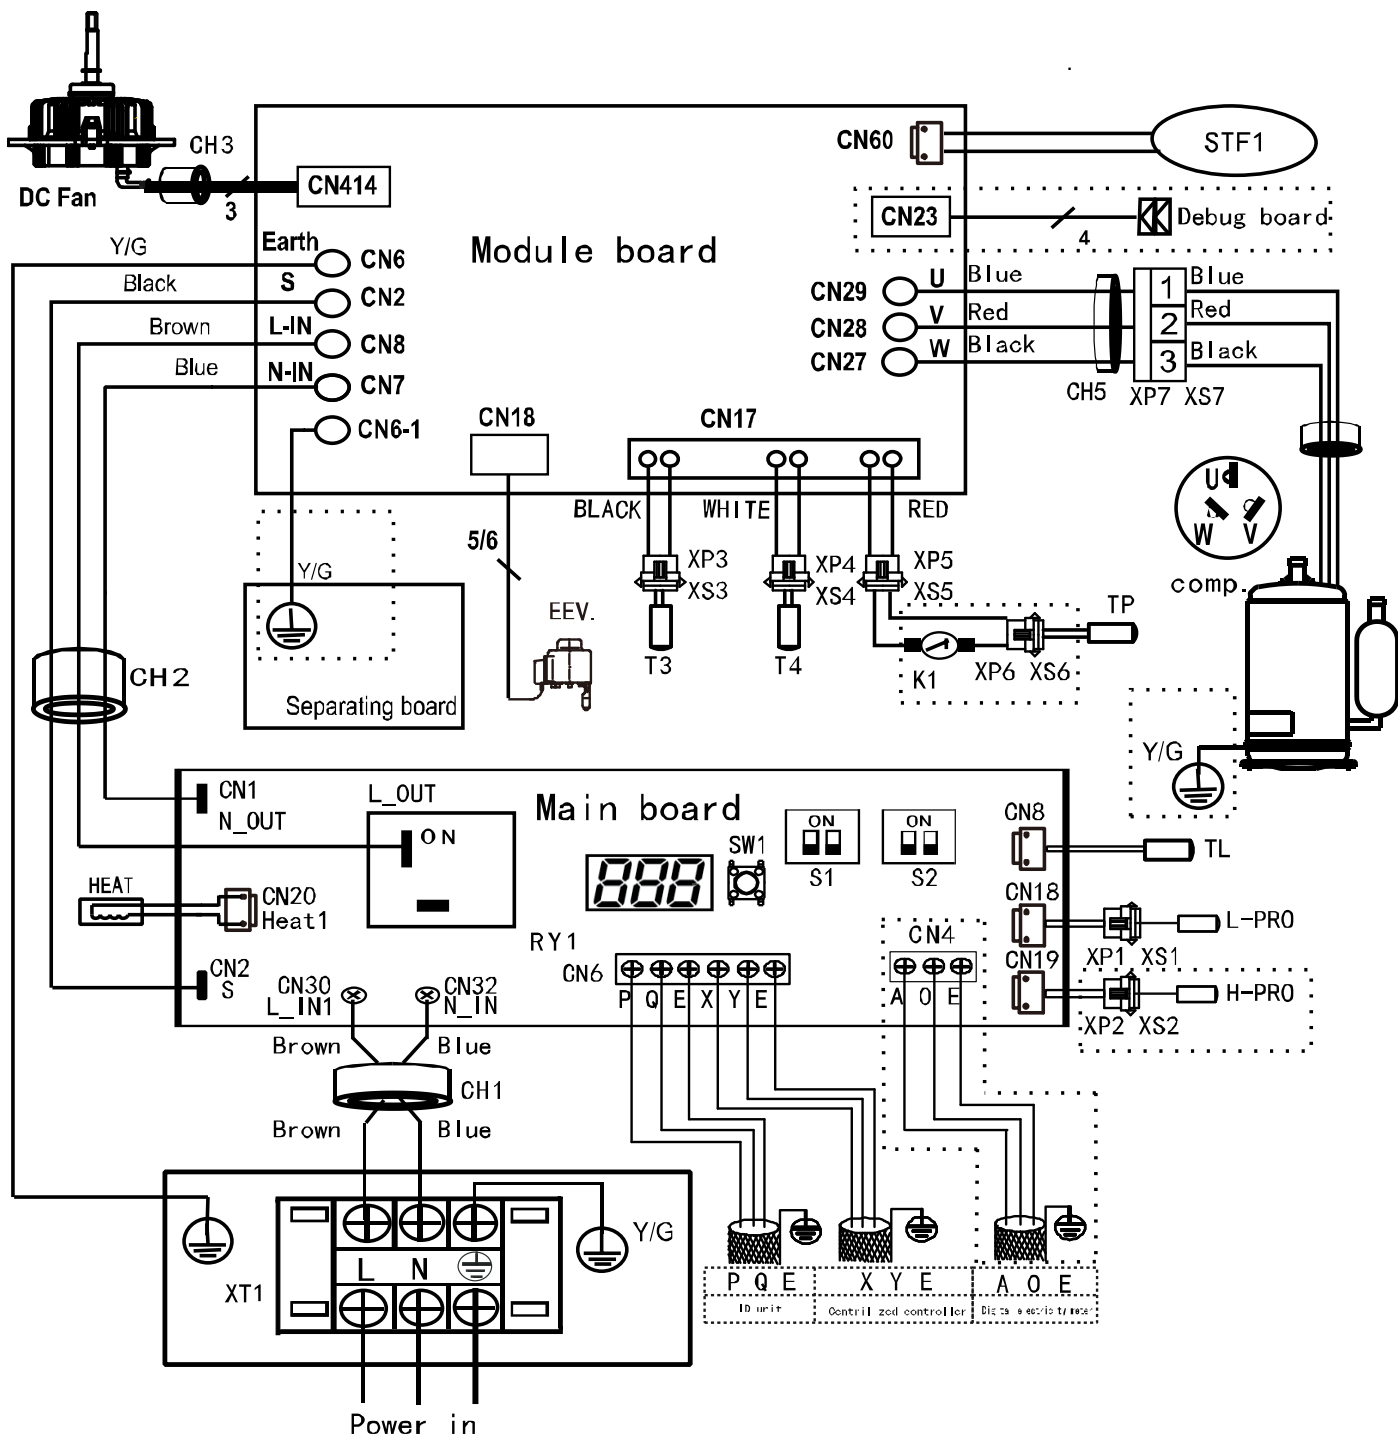 DC Fan
CH3
3
CN414
Module board
CN60
STF1
CN23
4
Debug board
Y/G
Earth
CN6
Black
S
CN2
Brown
L-IN
CN8
Blue
N-IN
CN7
CN6-1
CN29
U
Blue
1
Blue
CN28
V
Red
2
Red
CN27
W
Black
3
Black
CH5
XP7
XS7
CN18
CN17
BLACK
WHITE
RED
5/6
XP3
XS3
XP4
XS4
XP5
XS5
Y/G
EEV.
T3
T4
K1
XP6
XS6
TP
U
W
V
comp.
Separating board
CH2
Y/G
CN1
N_OUT
L_OUT
ON
Main board
SW1
888
ON
S1
ON
S2
CN8
TL
HEAT
CN20
Heat1
CN18
L-PRO
XP1
XS1
CN2
S
RY1
CN6
P Q E X Y E
CN4
A O E
CN19
H-PRO
XP2
XS2
CN30
L_IN1
CN32
N_IN
Brown
Blue
CH1
Brown
Blue
XT1
L
N
Y/G
Power in
P Q E
X Y E
A O E
ID unit
controller